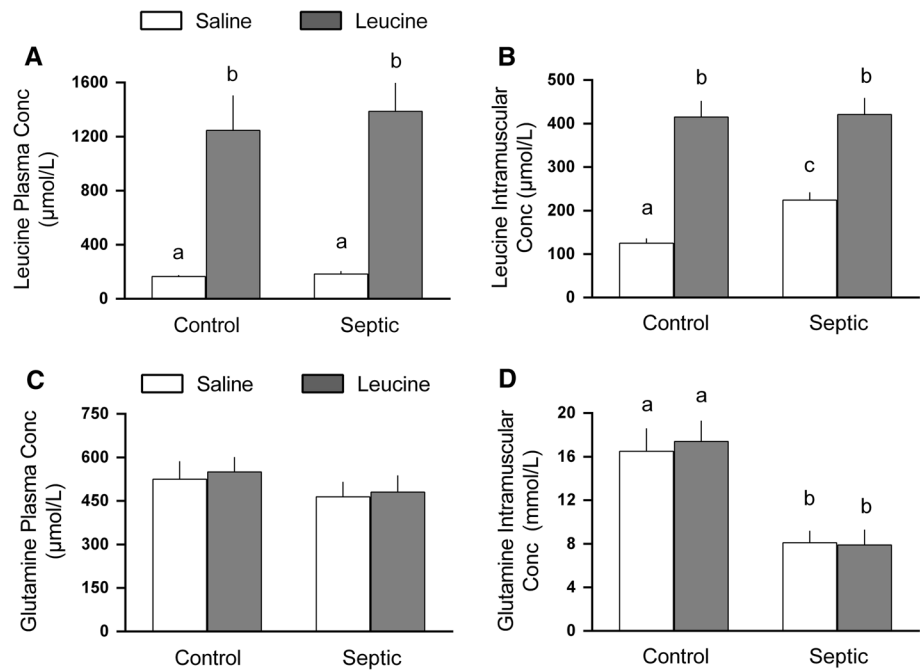 Saline Leucine
A
Leucine Plasma Conc
(µmol/L)
1600
1200
800
400
0
a
b
a
b
Control Septic
B
Leucine Intramuscular
Conc (µmol/L)
500
400
300
200
100
0
a
b
c
b
Control Septic
C
Saline Leucine
Glutamine Plasma Conc
(µmol/L)
750
600
450
300
150
0
Control Septic
D
Glutamine Intramuscular
Conc (mmol/L)
20
16
12
8
4
0
a
a
b
b
Control Septic